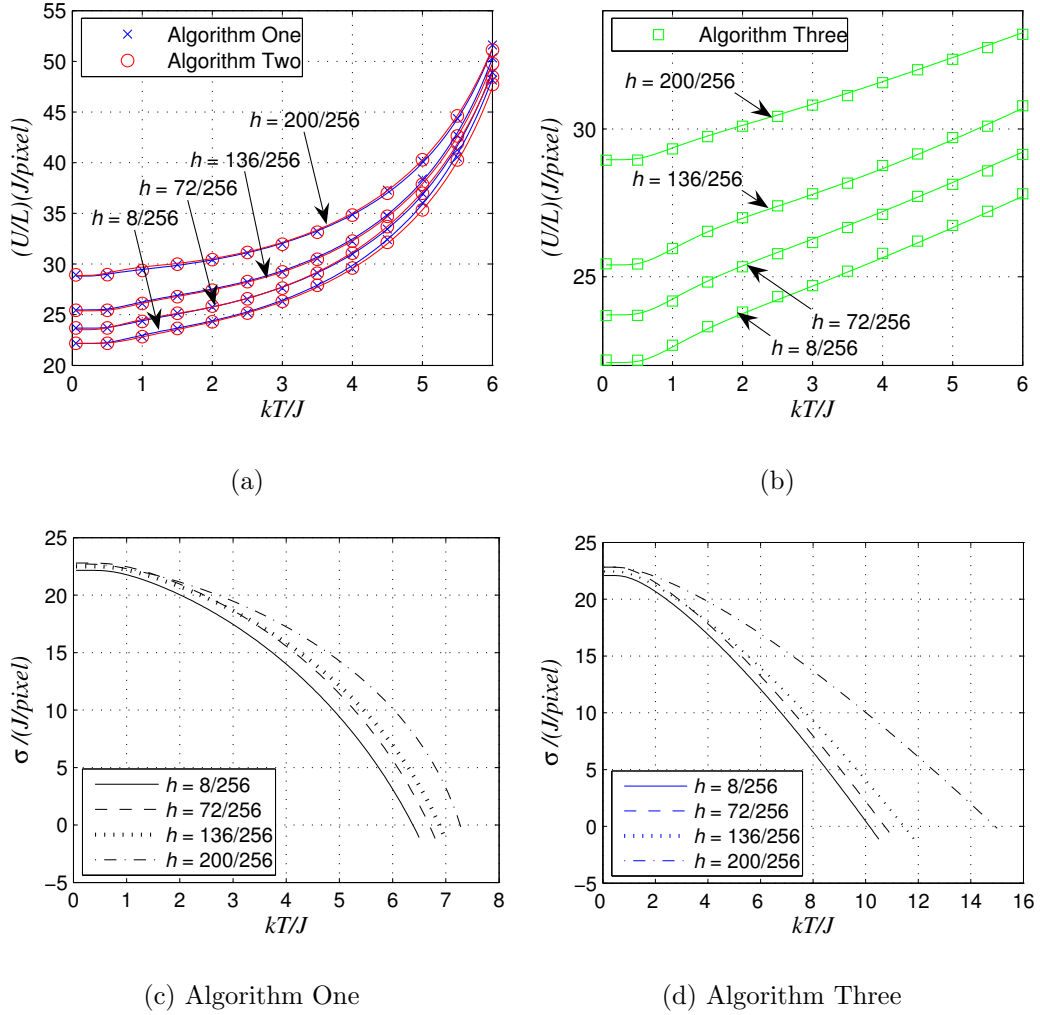 55
50
45
40
35
30
25
20
0 1 2 3 4 5 6
(U/L)(J/pixel)
kT/J
× Algorithm One
Algorithm Two
h = 200/256
h = 136/256
h = 72/256
h = 8/256
(a)
30
25
0 1 2 3 4 5 6
(U/L)(J/pixel)
kT/J
Algorithm Three
h = 200/256
h = 136/256
h = 72/256
h = 8/256
(b)
25
20
15
10
5
0
−5
0 1 2 3 4 5 6 7 8
σ/(J/pixel)
kT/J
h = 8/256
h = 72/256
h = 136/256
h = 200/256
(c) Algorithm One
25
20
15
10
5
0
−5
0 2 4 6 8 10 12 14 16
σ/(J/pixel)
kT/J
h = 8/256
h = 72/256
h = 136/256
h = 200/256
(d) Algorithm Three